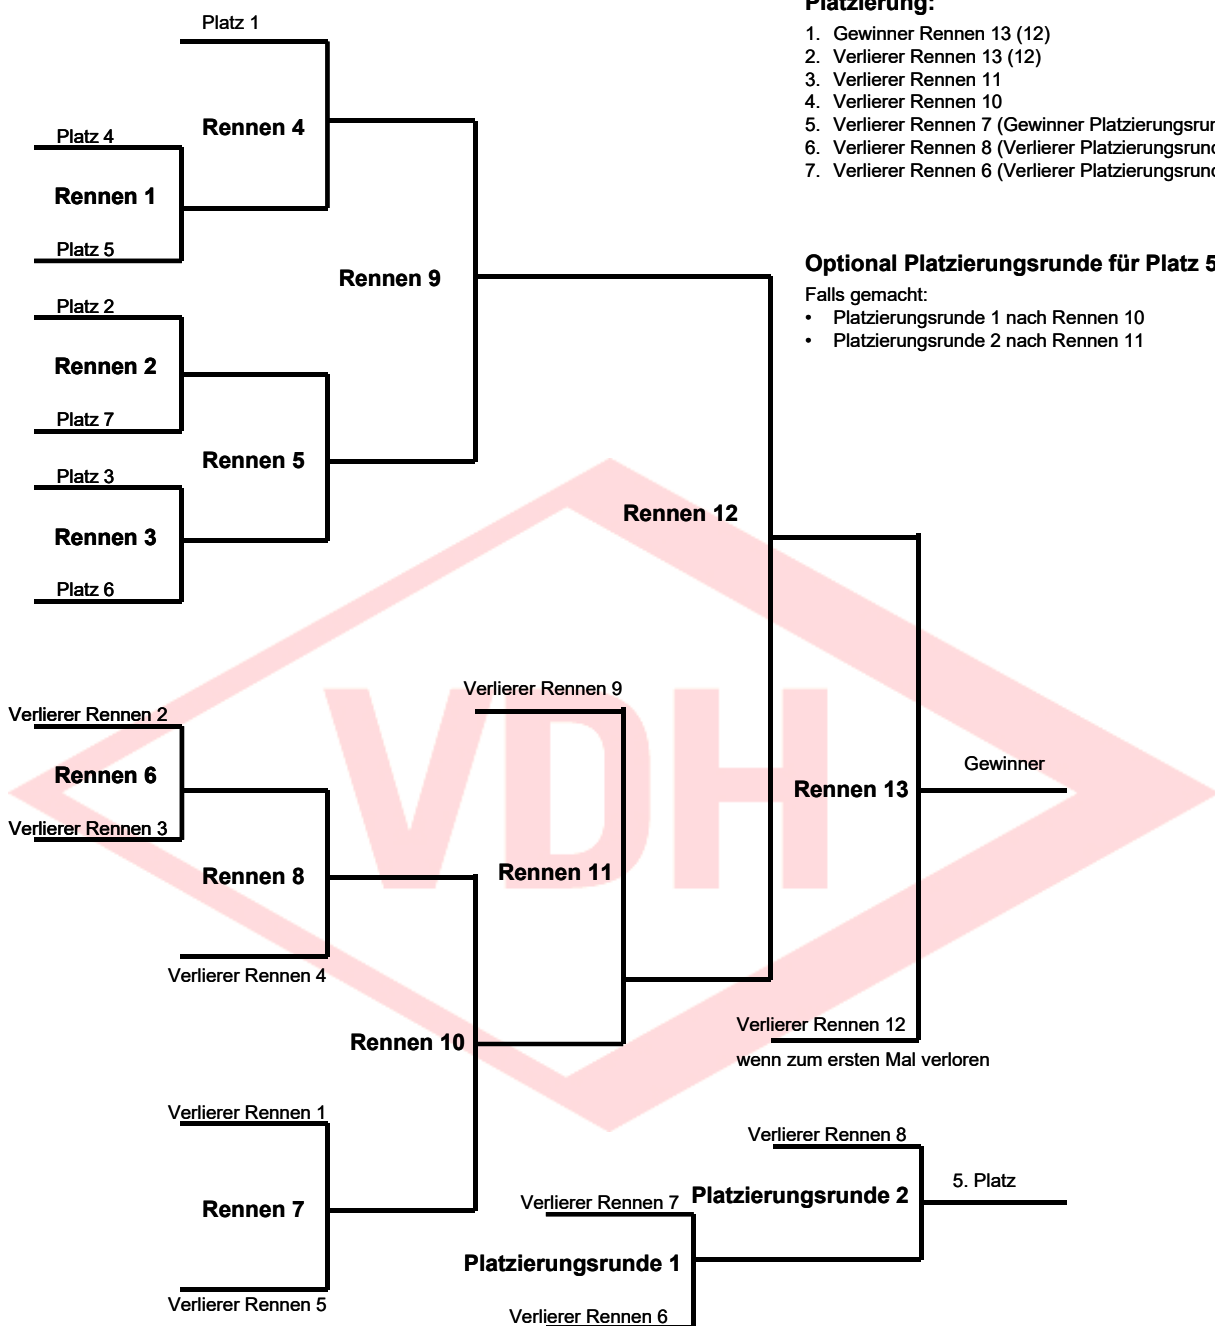 Platz 1
Rennen 4
Platz 4
Rennen 1
Platz 5
Rennen 9
Platz 2
Rennen 2
Platz 7
Rennen 5
Platz 3
Rennen 3
Platz 6
Platzierung:
1. Gewinner Rennen 13 (12)
2. Verlierer Rennen 13 (12)
3. Verlierer Rennen 11
4. Verlierer Rennen 10
5. Verlierer Rennen 7 (Gewinner
6. Verlierer Rennen 8 (Verlierer
7. Verlierer Rennen 6 (Verlierer
Optional Platzierungsrunde für Platz 5
Falls gemacht:
• Platzierungsrunde 1 nach Rennen 10
• Platzierungsrunde 2 nach Rennen 11
Rennen 12
Verlierer Rennen 2
Rennen 6
Verlierer Rennen 3
Rennen 8
Verlierer Rennen 4
Verlierer Rennen 9
Rennen 11
Rennen 10
Rennen 13
Gewinner
Verlierer Rennen 12
wenn zum ersten Mal verloren
Verlierer Rennen 1
Rennen 7
Verlierer Rennen 5
Verlierer Rennen 8
Platzierungsrunde 2
5. Platz
Verlierer Rennen 7
Platzierungsrunde 1
Verlierer Rennen 6
VDH